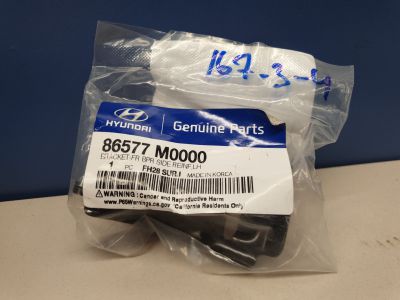 167-3-4
HYUNDAI
Genuine Parts
86577 M0000
BRACKET-FR BPR SIDE REINF,LH
1 PC FH28 SUR.I MADE IN KOREA
WARNING: Cancer and Reproductive Harm
www.P65Warnings.ca.gov "California Residents Only"